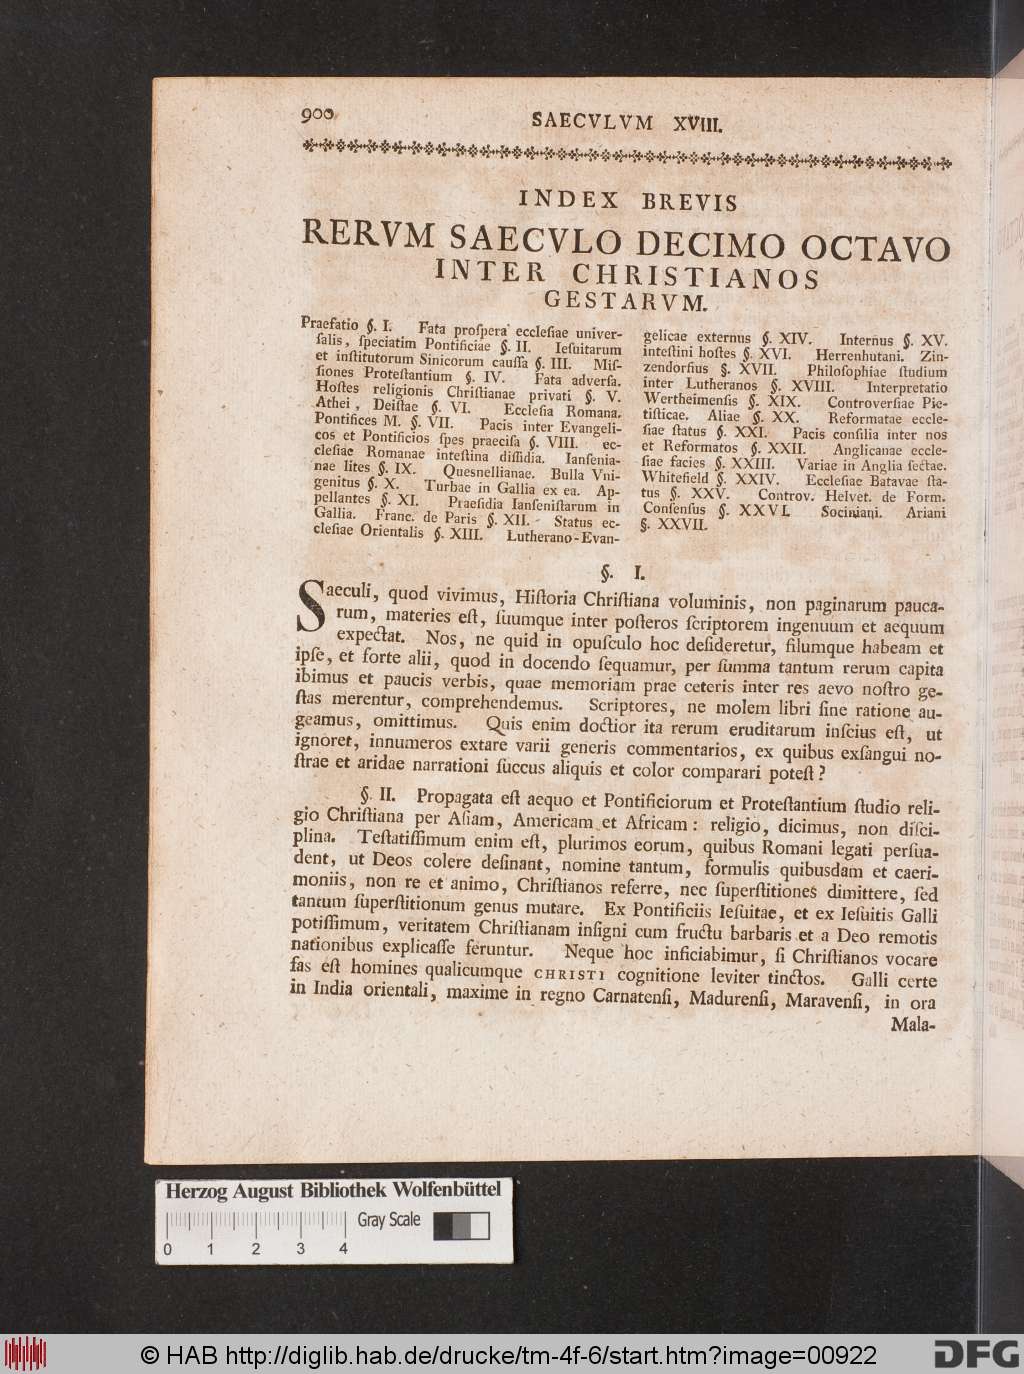 900
SAECVLVM XVIII.
INDEX BREVIS
RERVM SAECVLO DECIMO OCTAVO
INTER CHRISTIANOS
GESTARVM.
Praefatio §. I. Fata proſpera eccleſiae univer-
ſalis, ſpeciatim Pontificiae §. II. Ieſuitarum
et inſtitutorum Sinicorum cauſſa §. III. Miſ-
ſiones Proteſtantium §. IV. Fata adverſa.
Hoſtes religionis Chriſtianae privati §. V.
Athei, Deiſtae §. VI. Eccleſia Romana.
Pontifices M. §. VII. Pacis inter Evangeli-
cos et Pontificios ſpes praeciſa §. VIII. ec-
cleſiae Romanae inteſtina diſſidia. Ianſenia-
nae lites §. IX. Quesnellianae. Bulla Vni-
genitus §. X. Turbae in Gallia ex ea. Ap-
pellantes §. XI. Praeſidia Ianſeniſtarum in
Gallia. Franc. de Paris §. XII. Status ec-
cleſiae Orientalis §. XIII. Lutherano-Evan-
gelicae externus §. XIV. Internus §. XV.
inteſtini hoſtes §. XVI. Herrenhutani. Zin-
zendorfius §. XVII. Philoſophiae ſtudium
inter Lutheranos §. XVIII. Interpretatio
Wertheimenſis §. XIX. Controverſiae Pie-
tiſticae. Aliae §. XX. Reformatae eccle-
ſiae ſtatus §. XXI. Pacis conſilia inter nos
et Reformatos §. XXII. Anglicanae eccle-
ſiae facies §. XXIII. Variae in Anglia ſectae.
Whitefield §. XXIV. Eccleſiae Batavae ſta-
tus §. XXV. Controv. Helvet. de Form.
Conſenſus §. XXVI. Sociniani. Ariani
§. XXVII.
§. I.
Saeculi, quod vivimus, Hiſtoria Chriſtiana voluminis, non paginarum pauca-
rum, materies eſt, ſuumque inter poſteros ſcriptorem ingenuum et aequum
expectat. Nos, ne quid in opuſculo hoc deſideretur, filumque habeam et
ipſe, et forte alii, quod in docendo ſequamur, per ſumma tantum rerum capita
ibimus et paucis verbis, quae memoriam prae ceteris inter res aevo noſtro ge-
ſtas merentur, comprehendemus. Scriptores, ne molem libri ſine ratione au-
geamus, omittimus. Quis enim doctior ita rerum eruditarum inſcius eſt, ut
ignoret, innumeros extare varii generis commentarios, ex quibus exſangui no-
ſtrae et aridae narrationi ſuccus aliquis et color comparari poteſt?
§. II. Propagata eſt aequo et Pontificiorum et Proteſtantium ſtudio reli-
gio Chriſtiana per Aſiam, Americam et Africam: religio, dicimus, non diſci-
plina. Teſtatiſſimum enim eſt, plurimos eorum, quibus Romani legati perſua-
dent, ut Deos colere deſinant, nomine tantum, formulis quibusdam et caeri-
moniis, non re et animo, Chriſtianos referre, nec ſuperſtitiones dimittere, ſed
tantum ſuperſtitionum genus mutare. Ex Pontificiis Ieſuitae, et ex Ieſuitis Galli
potiſſimum, veritatem Chriſtianam inſigni cum fructu barbaris et a Deo remotis
nationibus explicaſſe feruntur. Neque hoc inficiabimur, ſi Chriſtianos vocare
fas eſt homines qualicumque CHRISTI cognitione leviter tinctos. Galli certe
in India orientali, maxime in regno Carnatenſi, Madurenſi, Maravenſi, in ora
Mala-
Herzog August Bibliothek Wolfenbüttel
Gray Scale
0 1 2 3 4
© HAB http://diglib.hab.de/drucke/tm-4f-6/start.htm?image=00922
DFG